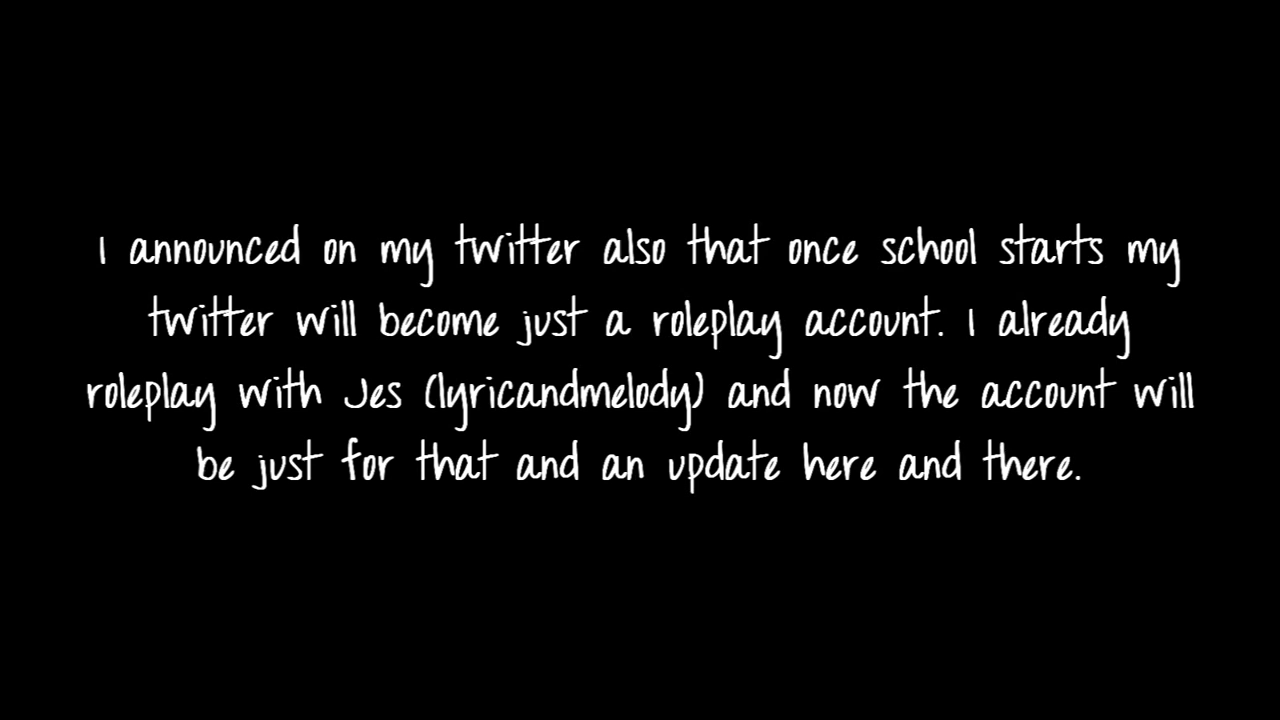 I announced on my twitter also that once school starts my
twitter will become just a roleplay account. I already
roleplay with Jes (lyricandmelody) and now the account will
be just for that and an update here and there.